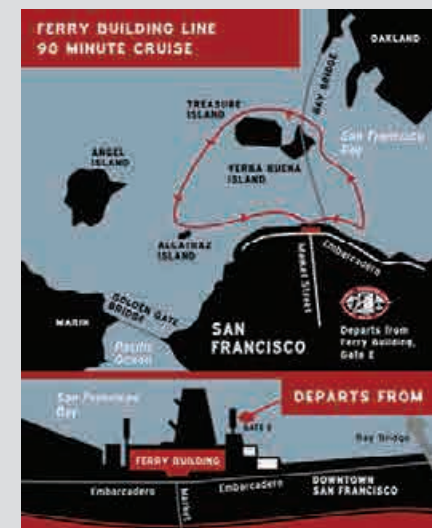 FERRY BUILDING LINE
90 MINUTE CRUISE
OAKLAND
BAY BRIDGE
TREASURE
ISLAND
San Francisco
Bay
ANGEL
ISLAND
YERBA BUENA
ISLAND
ALCATRAZ
ISLAND
Embarcadero
Market Street
GOLDEN GATE
BRIDGE
MARIN
SAN
FRANCISCO
Departs from
Ferry Building,
Gate E
Pacific
Ocean
San Francisco
Bay
DEPARTS FROM
GATE E
Bay Bridge
FERRY BUILDING
Embarcadero
Embarcadero
Market
DOWNTOWN
SAN FRANCISCO